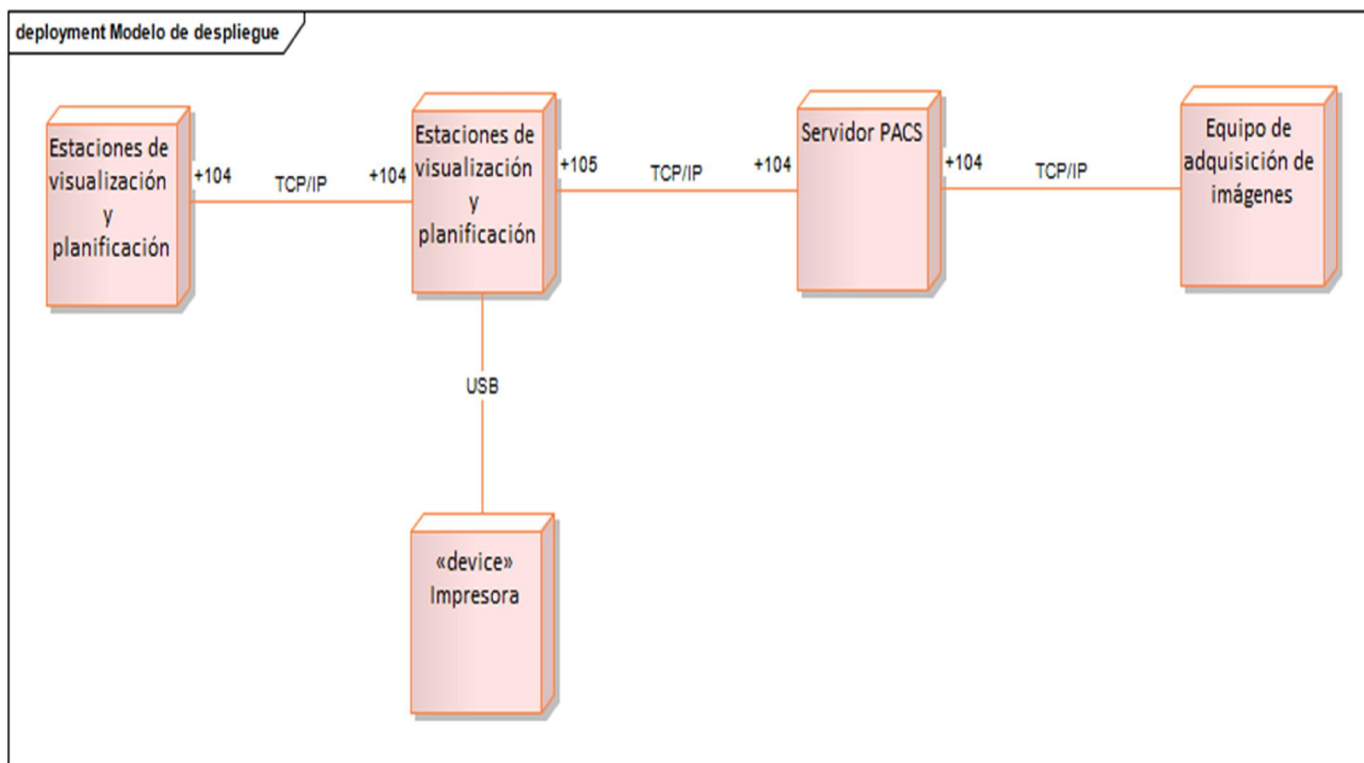 deployment Modelo de despliegue
Estaciones de
visualización
y
planificación
+104
TCP/IP
+104
Estaciones de
visualización
y
planificación
+105
TCP/IP
+104
Servidor PACS
+104
TCP/IP
Equipo de
adquisición de
imágenes
USB
«device»
Impresora